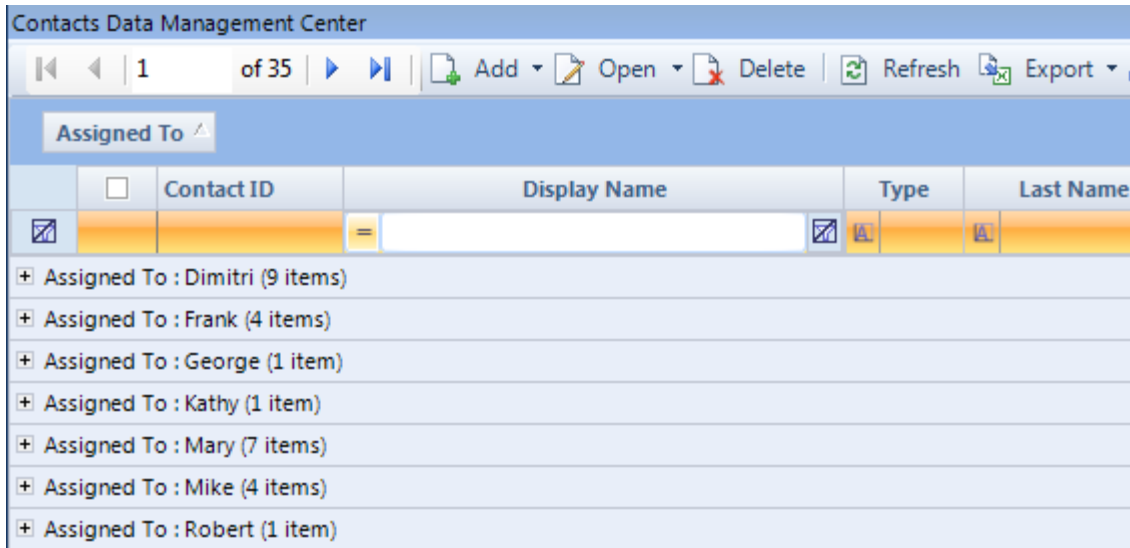 Contacts Data Management Center
1 of 35 Add Open Delete Refresh Export
Assigned To
Contact ID Display Name Type Last Name
=
Assigned To : Dimitri (9 items)
Assigned To : Frank (4 items)
Assigned To : George (1 item)
Assigned To : Kathy (1 item)
Assigned To : Mary (7 items)
Assigned To : Mike (4 items)
Assigned To : Robert (1 item)